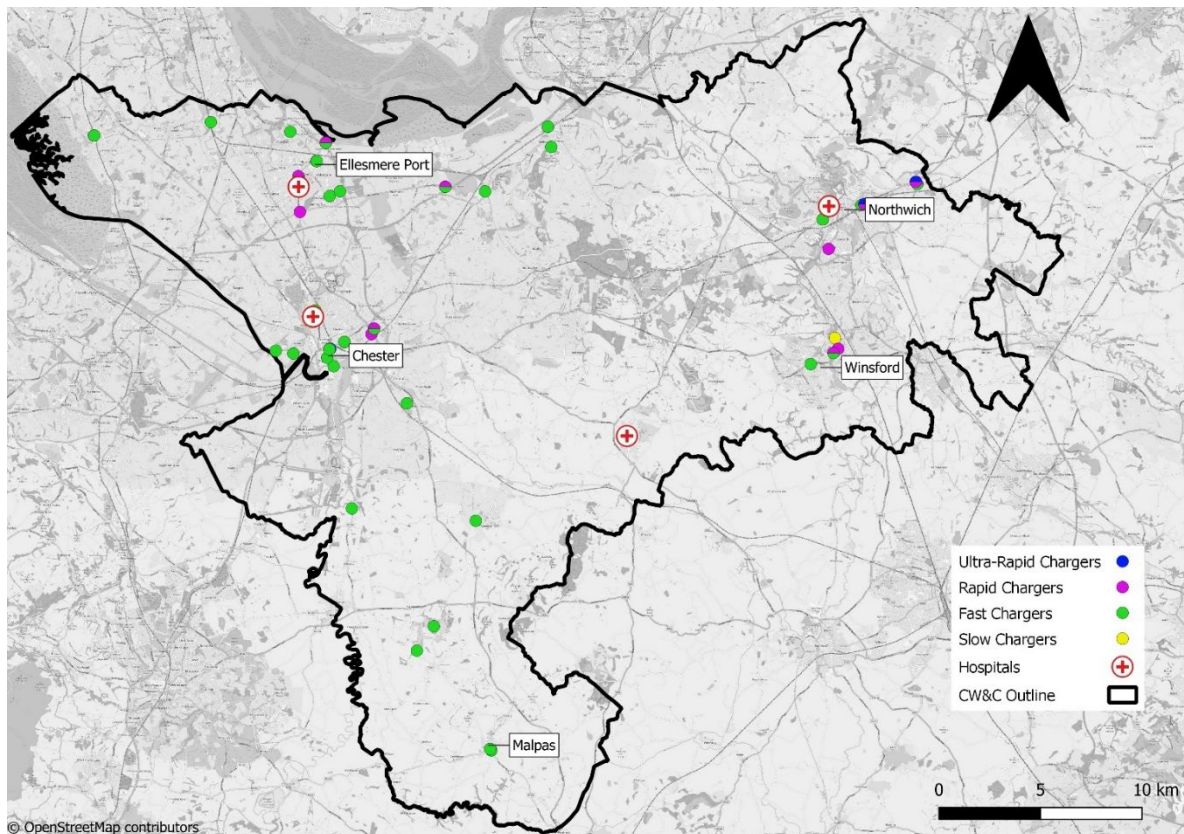 Ellesmere Port
Northwich
Chester
Winsford
Malpas
Ultra-Rapid Chargers
Rapid Chargers
Fast Chargers
Slow Chargers
Hospitals
CW&C Outline
0 5 10 km
© OpenStreetMap contributors